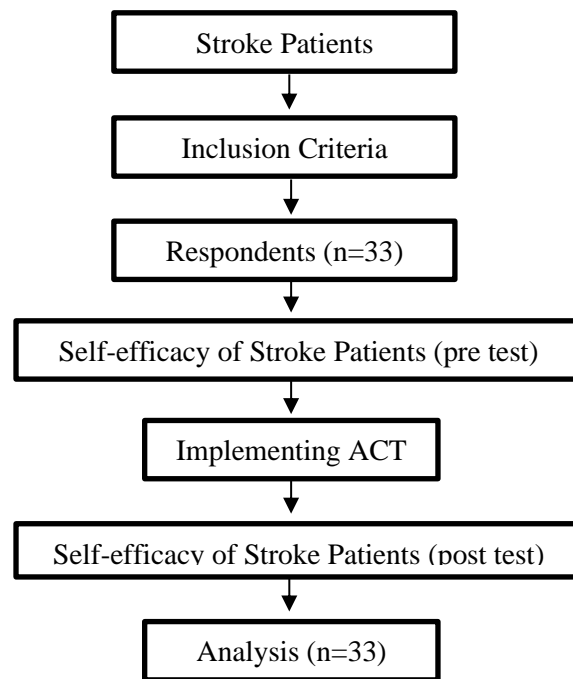 Stroke Patients
Inclusion Criteria
Respondents (n=33)
Self-efficacy of Stroke Patients (pre test)
Implementing ACT
Self-efficacy of Stroke Patients (post test)
Analysis (n=33)